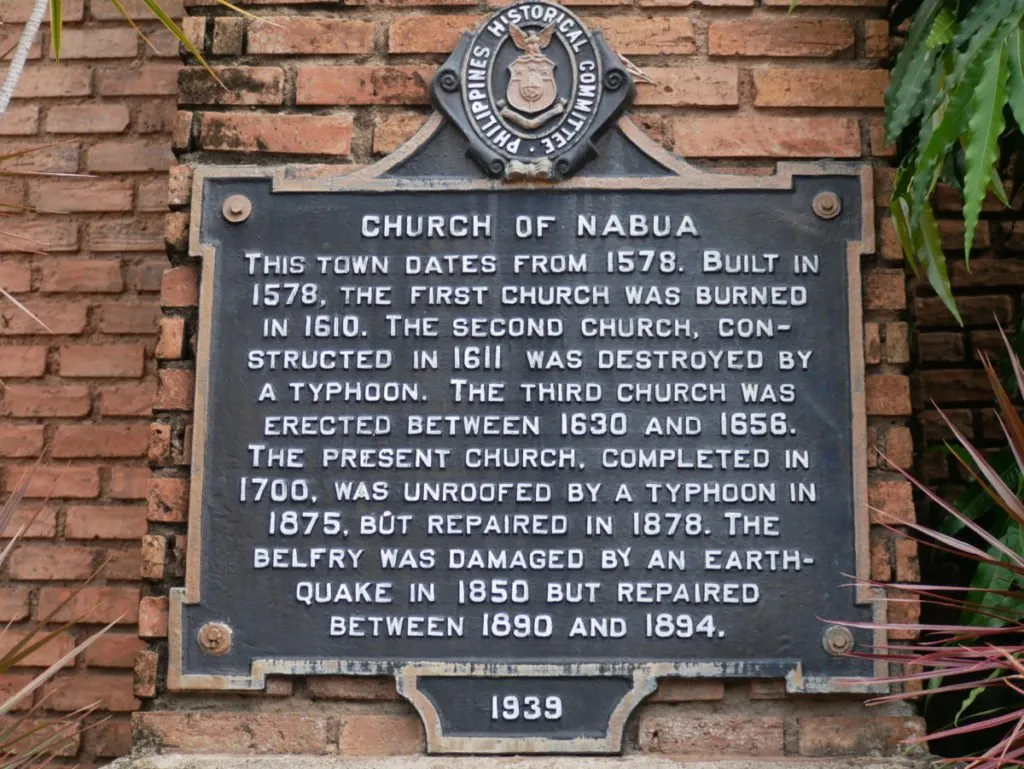 PHILIPPINES HISTORICAL COMMITTEE
CHURCH OF NABUA
THIS TOWN DATES FROM 1578. BUILT IN
1578, THE FIRST CHURCH WAS BURNED
IN 1610. THE SECOND CHURCH, CON-
STRUCTED IN 1611 WAS DESTROYED BY
A TYPHOON. THE THIRD CHURCH WAS
ERECTED BETWEEN 1630 AND 1656.
THE PRESENT CHURCH, COMPLETED IN
1700, WAS UNROOFED BY A TYPHOON IN
1875, BUT REPAIRED IN 1878. THE
BELFRY WAS DAMAGED BY AN EARTH-
QUAKE IN 1850 BUT REPAIRED
BETWEEN 1890 AND 1894.
1939